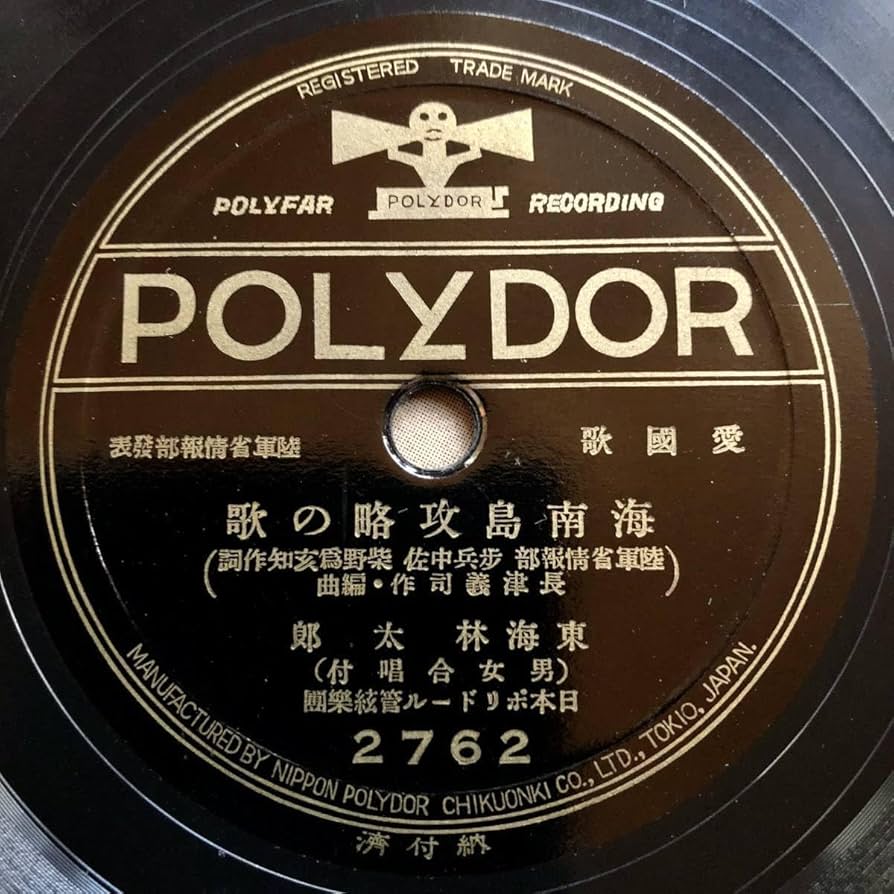 REGISTERED TRADE MARK
POLYDOR
POLYFAR RECORDING
POLYDOR
愛國歌
陸軍省情報部發表
海南島攻略の歌
(陸軍省情報部 步兵中佐 柴野爲亥知作詞
長津義司 作・編曲)
東海林太郎
(男女合唱付)
日本ポリドール管絃樂團
2762
MANUFACTURED BY NIPPON POLYDOR CHIKUONKI CO., LTD., TOKIO, JAPAN.
納付濟